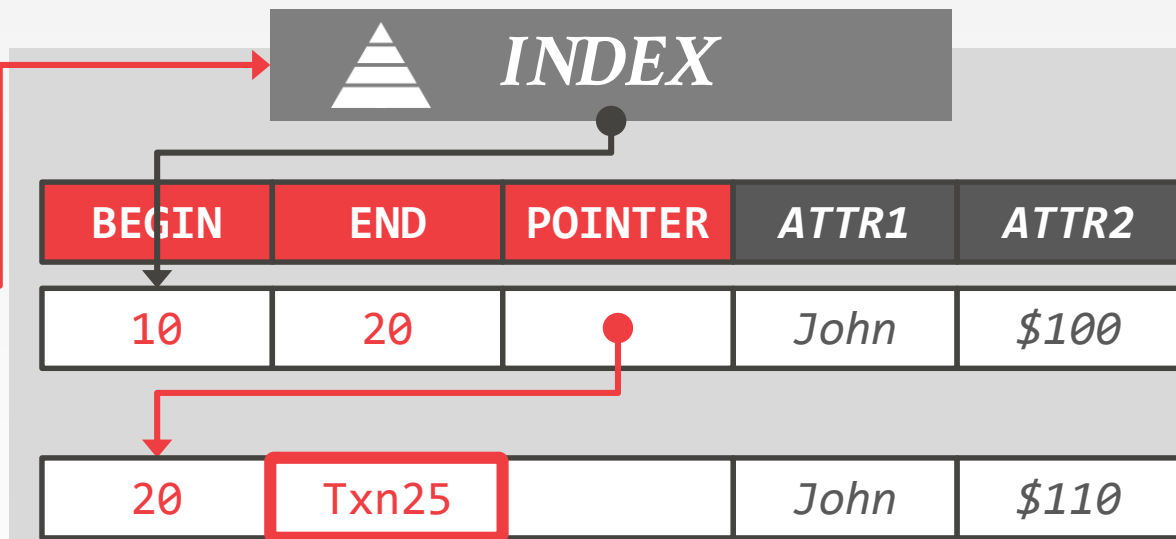 INDEX
BEGIN END POINTER ATTR1 ATTR2
10 20 John $100
20 Txn25 John $110